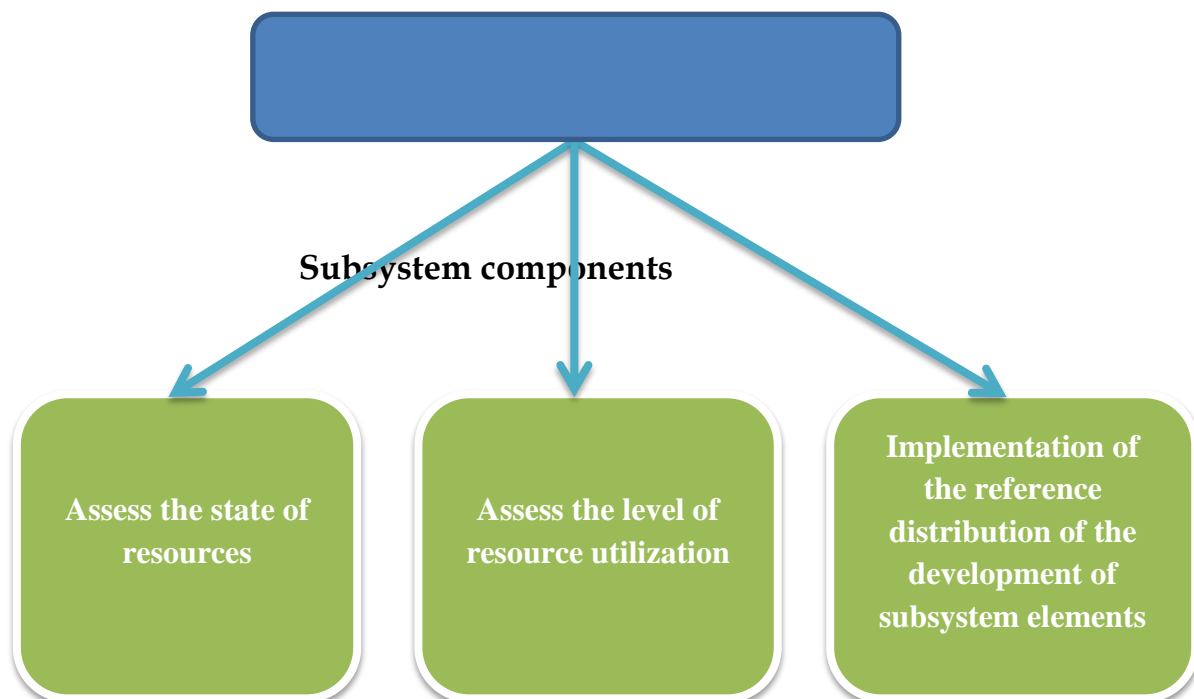 Subsystem components
Assess the state of
resources
Assess the level of
resource utilization
Implementation of
the reference
distribution of the
development of
subsystem elements